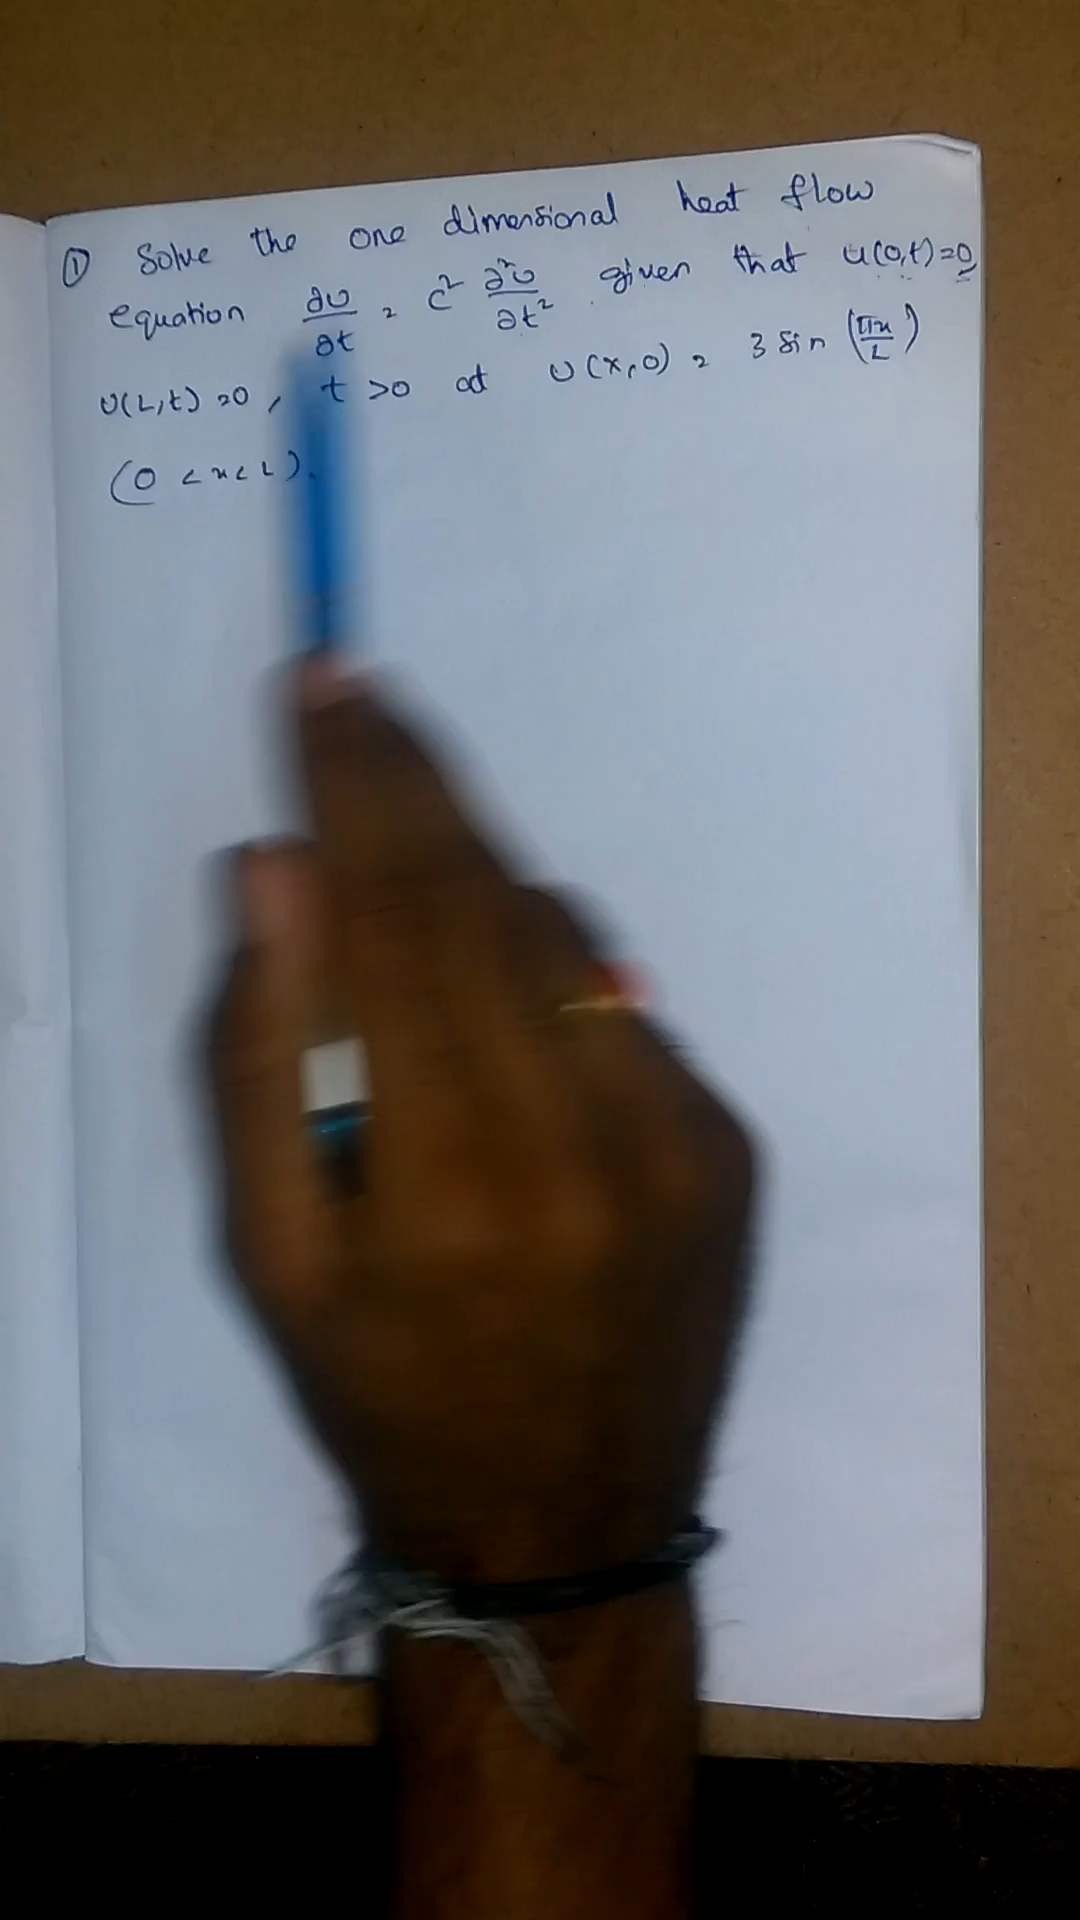 ① Solve the one dimensional heat flow
equation ∂u/∂t = c² ∂²u/∂t² . given that u(0,t)=0,
u(L,t) = 0, t >0 at u(x,0) = 3 sin (πx/L)
(0 < x < L).